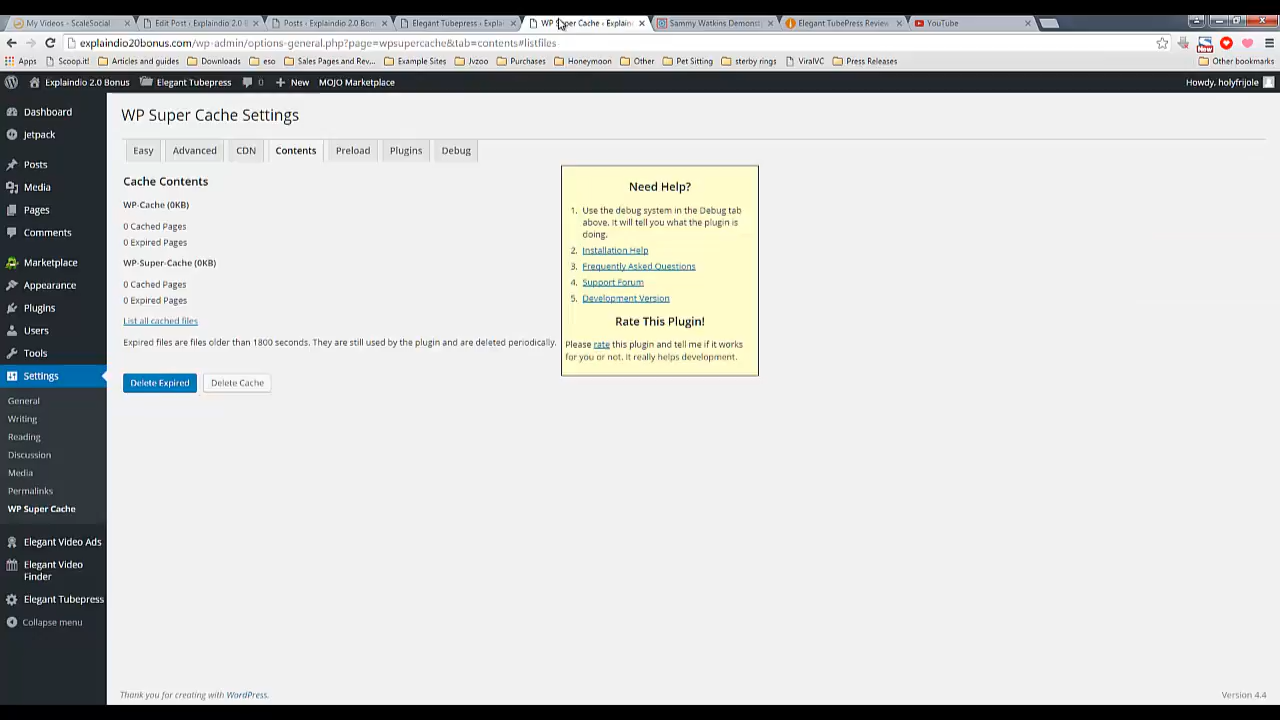 My Videos - ScaleSocial
Edit Post ‹ Explaindio 2.0 B
Posts ‹ Explaindio 2.0 Bon
Elegant Tubepress ‹ Expla
WP Super Cache ‹ Explain
Sammy Watkins Demonst
Elegant TubePress Review
YouTube
explaindio20bonus.com/wp-admin/options-general.php?page=wpsupercache&tab=contents#listfiles
New
Apps
Scoop.it!
Articles and guides
Downloads
eso
Sales Pages and Rev...
Example Sites
Jvzoo
Purchases
Honeymoon
Other
Pet Sitting
sterby rings
ViralVC
Press Releases
Other bookmarks
Explaindio 2.0 Bonus
Elegant Tubepress
0
New
MOJO Marketplace
Howdy, holyfrijole
Dashboard
Jetpack
Posts
Media
Pages
Comments
Marketplace
Appearance
Plugins
Users
Tools
Settings
General
Writing
Reading
Discussion
Media
Permalinks
WP Super Cache
Elegant Video Ads
Elegant Video
Finder
Elegant Tubepress
Collapse menu
WP Super Cache Settings
Easy
Advanced
CDN
Contents
Preload
Plugins
Debug
Cache Contents
WP-Cache (0KB)
0 Cached Pages
0 Expired Pages
WP-Super-Cache (0KB)
0 Cached Pages
0 Expired Pages
List all cached files
Expired files are files older than 1800 seconds. They are still used by the plugin and are deleted periodically.
Delete Expired
Delete Cache
Need Help?
1. Use the debug system in the Debug tab
above. It will tell you what the plugin is
doing.
2. Installation Help
3. Frequently Asked Questions
4. Support Forum
5. Development Version
Rate This Plugin!
Please rate this plugin and tell me if it works
for you or not. It really helps development.
Thank you for creating with WordPress.
Version 4.4